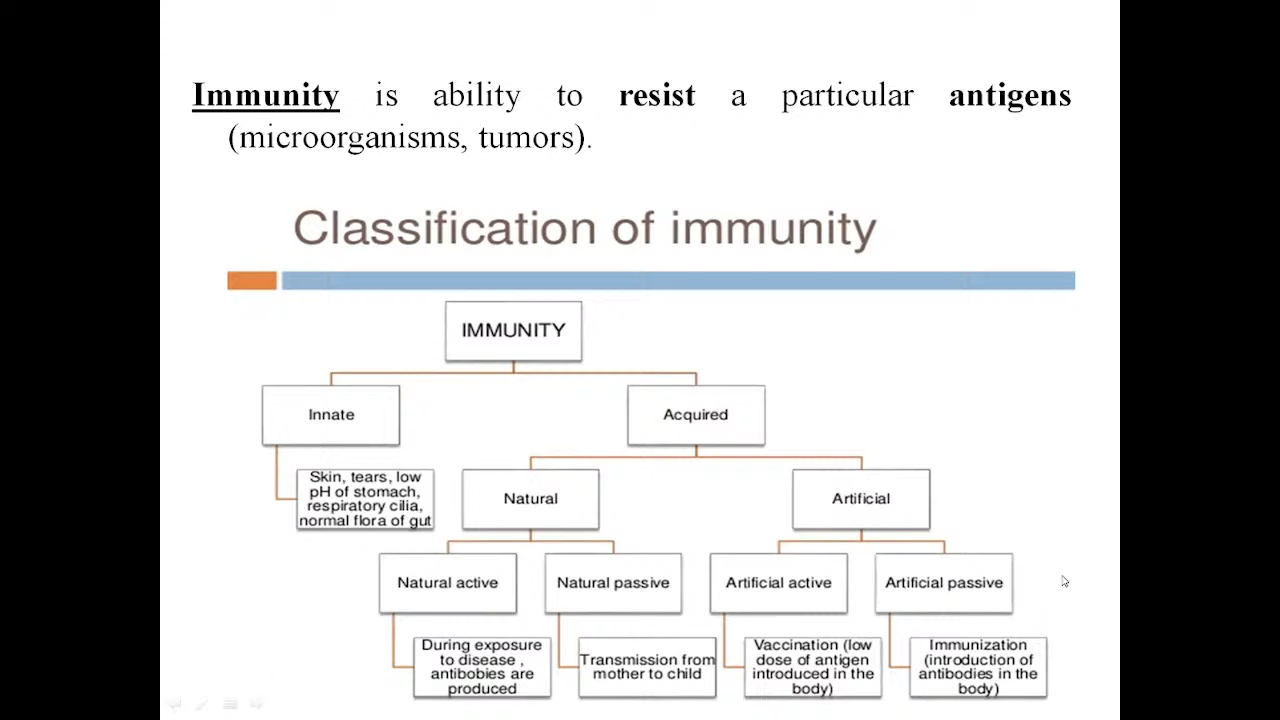 Immunity is ability to resist a particular antigens
(microorganisms, tumors).
Classification of immunity
IMMUNITY
Innate
Acquired
Skin, tears, low
pH of stomach,
respiratory cilia,
normal flora of gut
Natural
Artificial
Natural active
Natural passive
Artificial active
Artificial passive
During exposure
to disease ,
antibobies are
produced
Transmission from
mother to child
Vaccination (low
dose of antigen
introduced in the
body)
Immunization
(introduction of
antibodies in the
body)